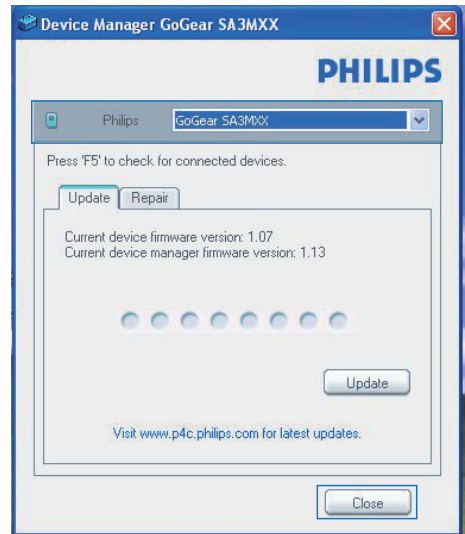 Device Manager GoGear SA3MXX
PHILIPS
Philips GoGear SA3MXX
Press 'F5' to check for connected devices.
Update Repair
Current device firmware version: 1.07
Current device manager firmware version: 1.13
Update
Visit www.p4c.philips.com for latest updates.
Close